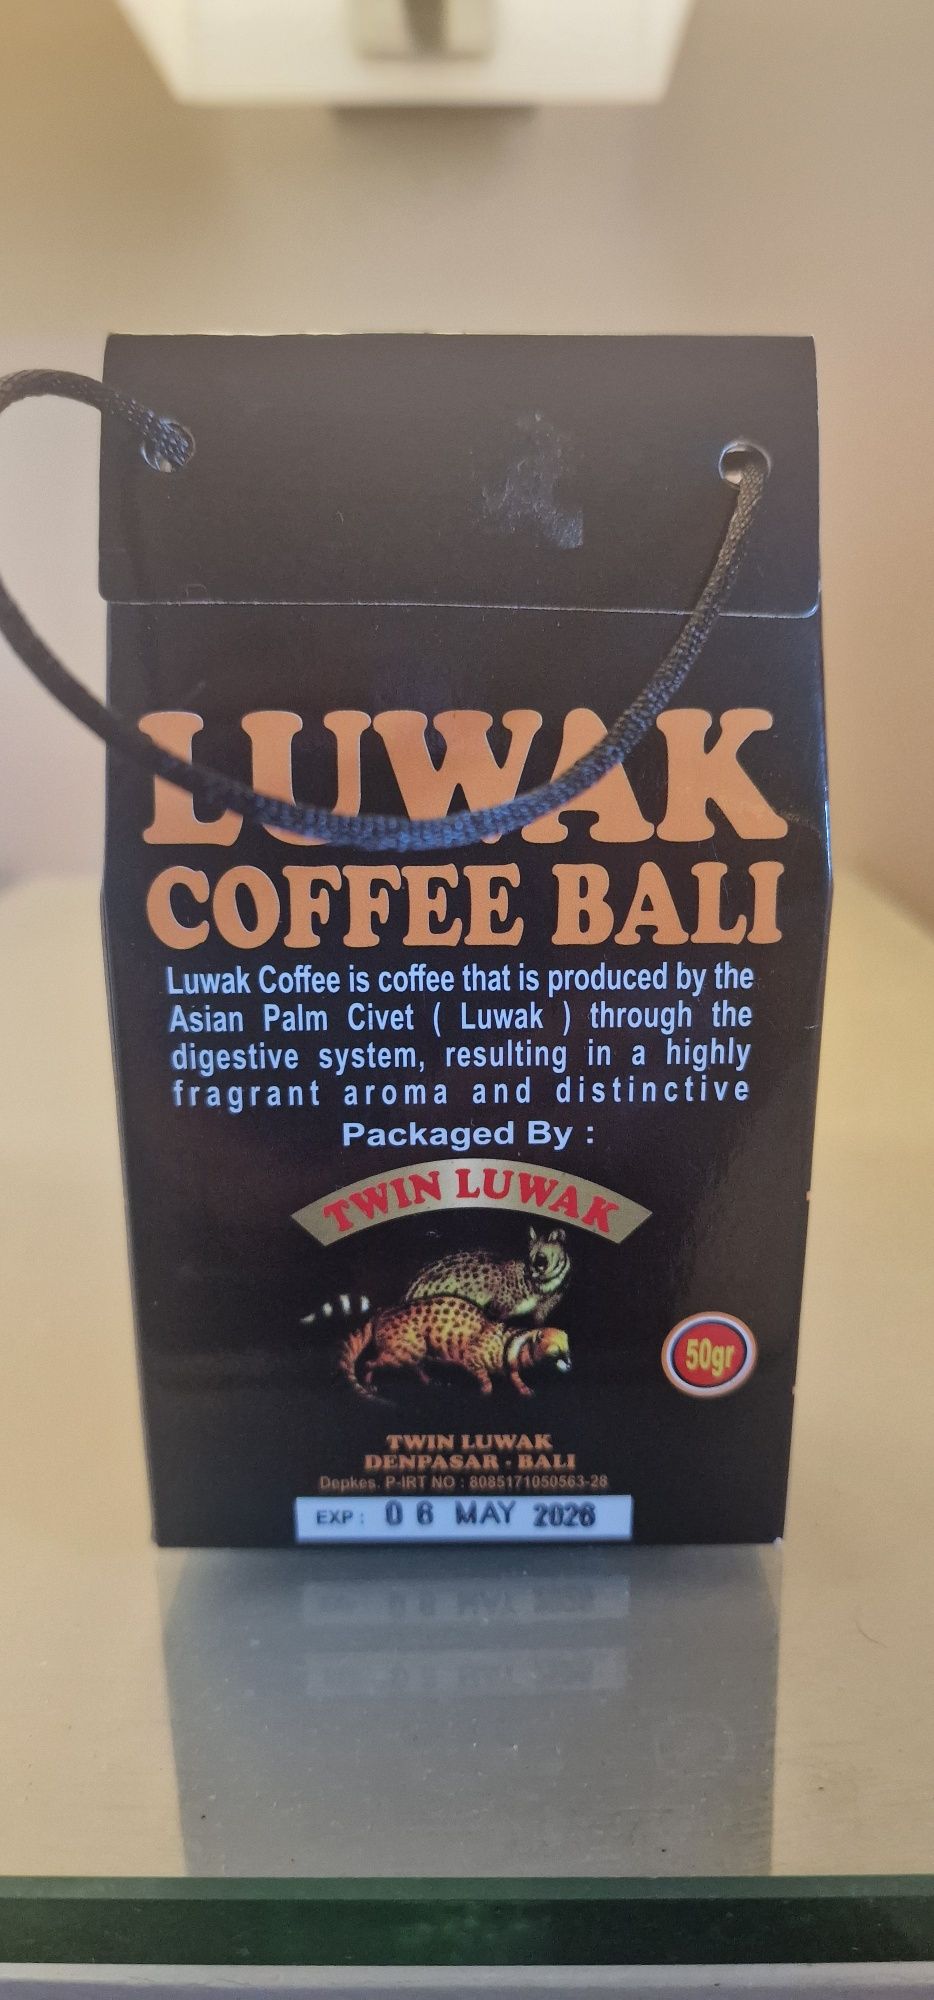 LUWAK
COFFEE BALI
Luwak Coffee is coffee that is produced by the
Asian Palm Civet ( Luwak ) through the
digestive system, resulting in a highly
fragrant aroma and distinctive
Packaged By :
TWIN LUWAK
50gr
TWIN LUWAK
DENPASAR - BALI
Depkes. P-IRT NO : 8085171050563-28
EXP : 06 MAY 2026